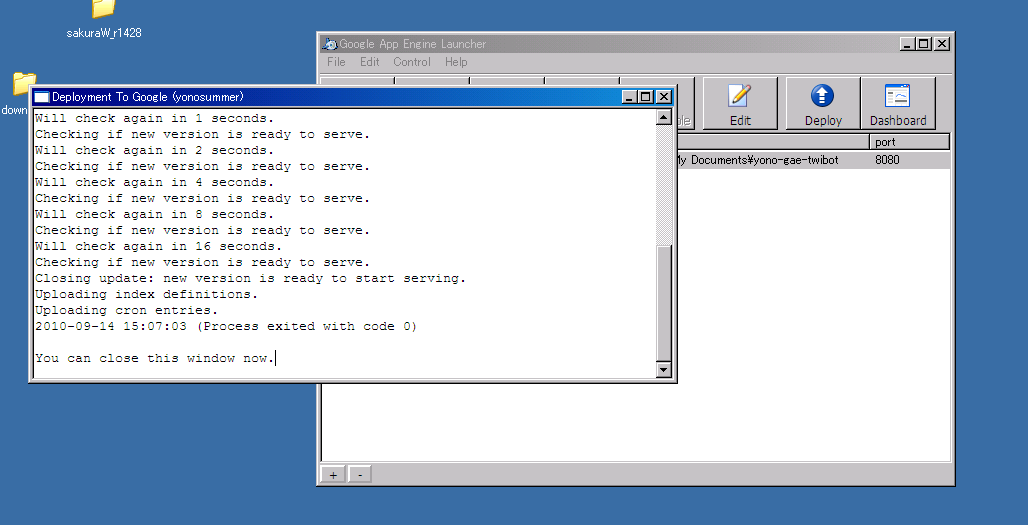 sakuraW_r1428
down
Google App Engine Launcher
File Edit Control Help
Edit
Deploy
Dashboard
port
My Documents¥yono-gae-twibot 8080
Deployment To Google (yonosummer)
Will check again in 1 seconds.
Checking if new version is ready to serve.
Will check again in 2 seconds.
Checking if new version is ready to serve.
Will check again in 4 seconds.
Checking if new version is ready to serve.
Will check again in 8 seconds.
Checking if new version is ready to serve.
Will check again in 16 seconds.
Checking if new version is ready to serve.
Closing update: new version is ready to start serving.
Uploading index definitions.
Uploading cron entries.
2010-09-14 15:07:03 (Process exited with code 0)
You can close this window now.
+ -